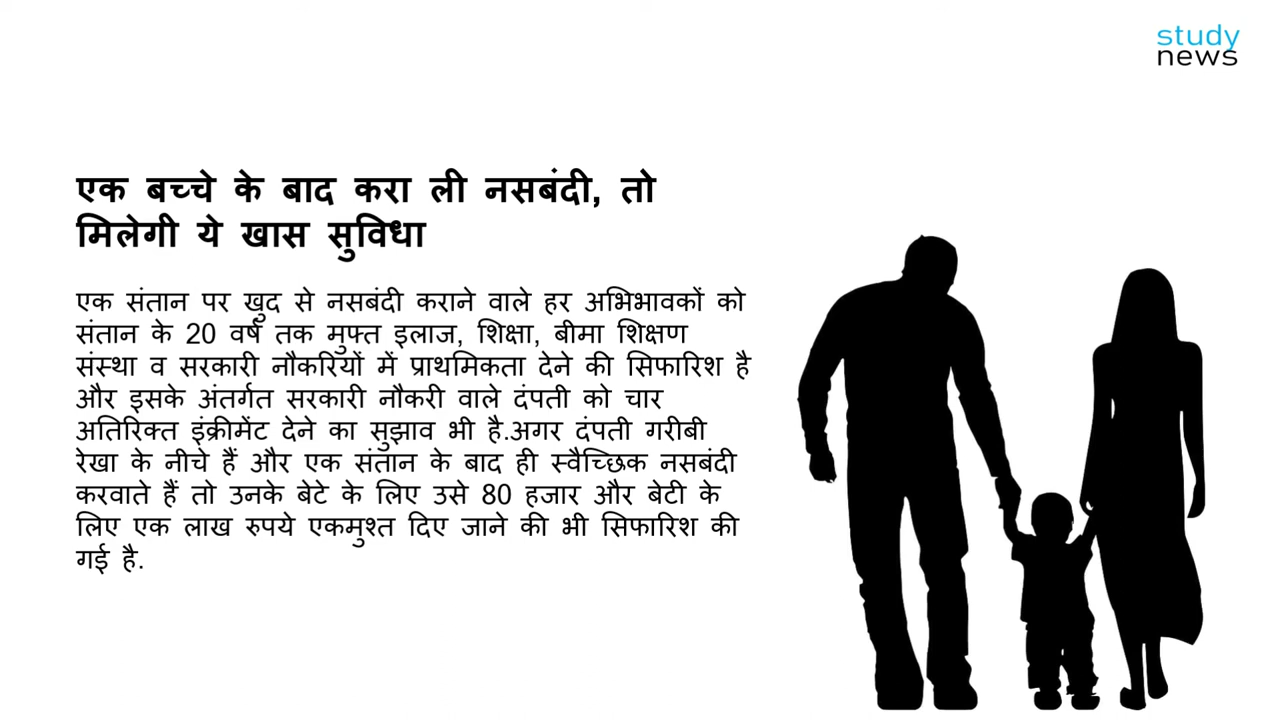 study
news
एक बच्चे के बाद करा ली नसबंदी, तो
मिलेगी ये खास सुविधा
एक संतान पर खुद से नसबंदी कराने वाले हर अभिभावकों को
संतान के 20 वर्ष तक मुफ्त इलाज, शिक्षा, बीमा शिक्षण
संस्था व सरकारी नौकरियों में प्राथमिकता देने की सिफारिश है
और इसके अंतर्गत सरकारी नौकरी वाले दंपती को चार
अतिरिक्त इंक्रीमेंट देने का सुझाव भी है.अगर दंपती गरीबी
रेखा के नीचे हैं और एक संतान के बाद ही स्वैच्छिक नसबंदी
करवाते हैं तो उनके बेटे के लिए उसे 80 हजार और बेटी के
लिए एक लाख रुपये एकमुश्त दिए जाने की भी सिफारिश की
गई है.